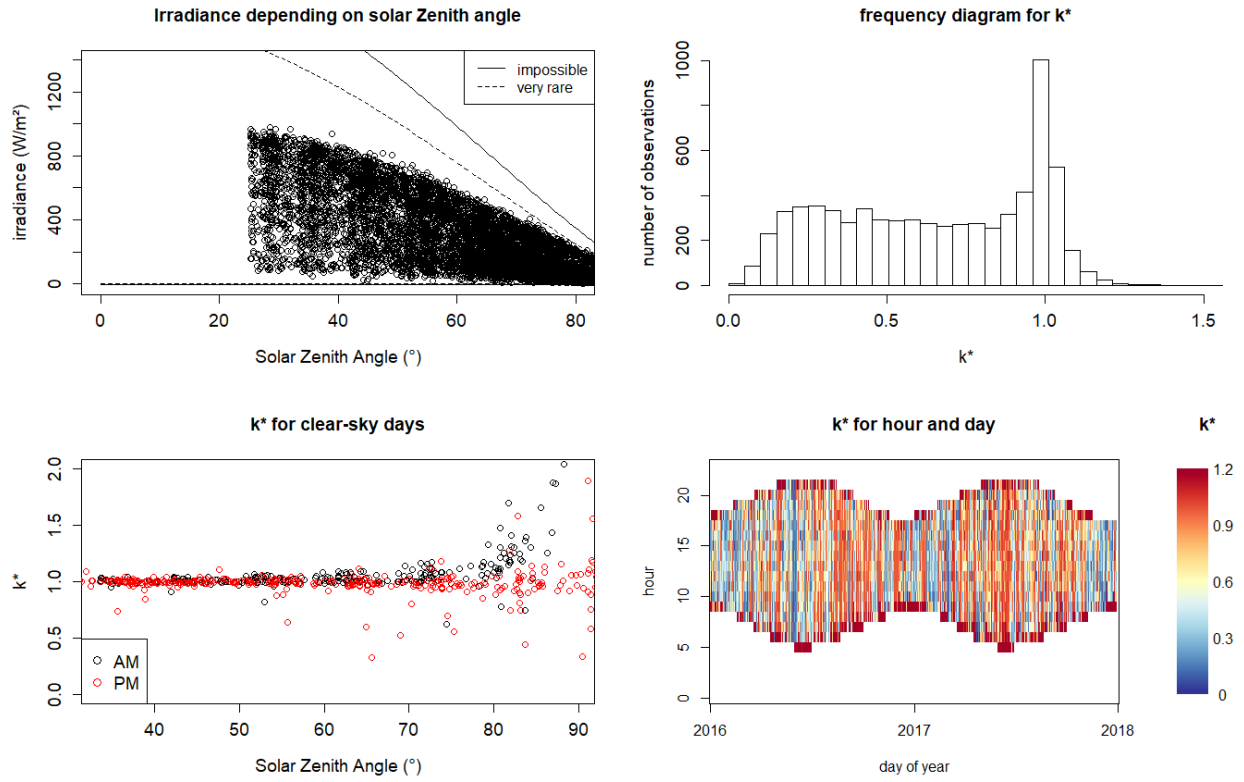 Irradiance depending on solar Zenith angle
irradiance (W/m²)
1200
800
400
0
impossible
very rare
0 20 40 60 80
Solar Zenith Angle (°)
frequency diagram for k*
number of observations
1000
600
200
0
0.0 0.5 1.0 1.5
k*
k* for clear-sky days
k*
2.0
1.5
1.0
0.5
0.0
AM
PM
40 50 60 70 80 90
Solar Zenith Angle (°)
k* for hour and day
hour
20
15
10
5
0
2016 2017 2018
day of year
k*
1.2
0.9
0.6
0.3
0